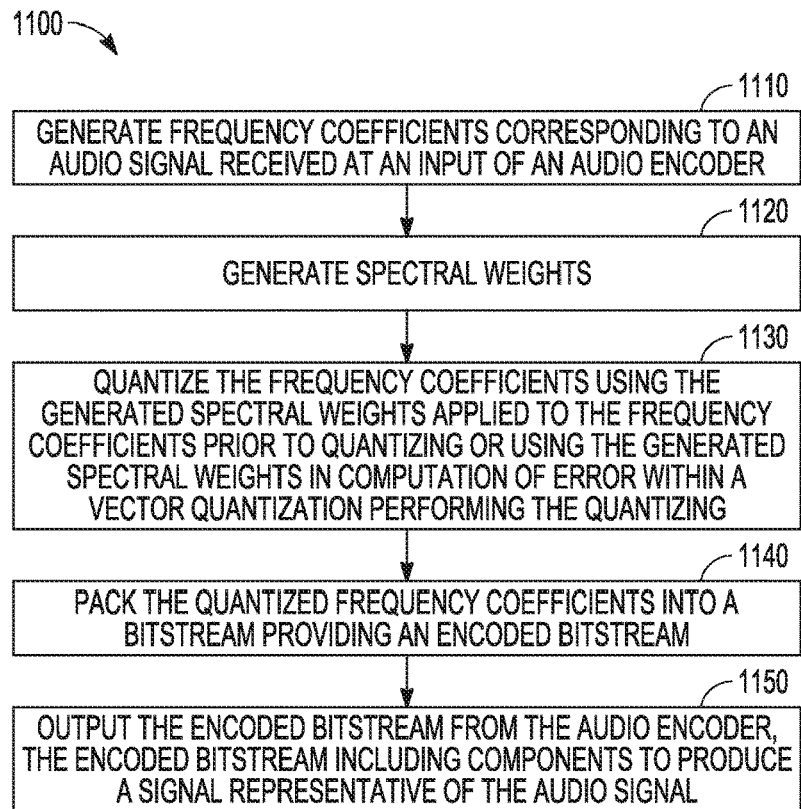 1100
1110
GENERATE FREQUENCY COEFFICIENTS CORRESPONDING TO AN
AUDIO SIGNAL RECEIVED AT AN INPUT OF AN AUDIO ENCODER
1120
GENERATE SPECTRAL WEIGHTS
1130
QUANTIZE THE FREQUENCY COEFFICIENTS USING THE
GENERATED SPECTRAL WEIGHTS APPLIED TO THE FREQUENCY
COEFFICIENTS PRIOR TO QUANTIZING OR USING THE GENERATED
SPECTRAL WEIGHTS IN COMPUTATION OF ERROR WITHIN A
VECTOR QUANTIZATION PERFORMING THE QUANTIZING
1140
PACK THE QUANTIZED FREQUENCY COEFFICIENTS INTO A
BITSTREAM PROVIDING AN ENCODED BITSTREAM
1150
OUTPUT THE ENCODED BITSTREAM FROM THE AUDIO ENCODER,
THE ENCODED BITSTREAM INCLUDING COMPONENTS TO PRODUCE
A SIGNAL REPRESENTATIVE OF THE AUDIO SIGNAL